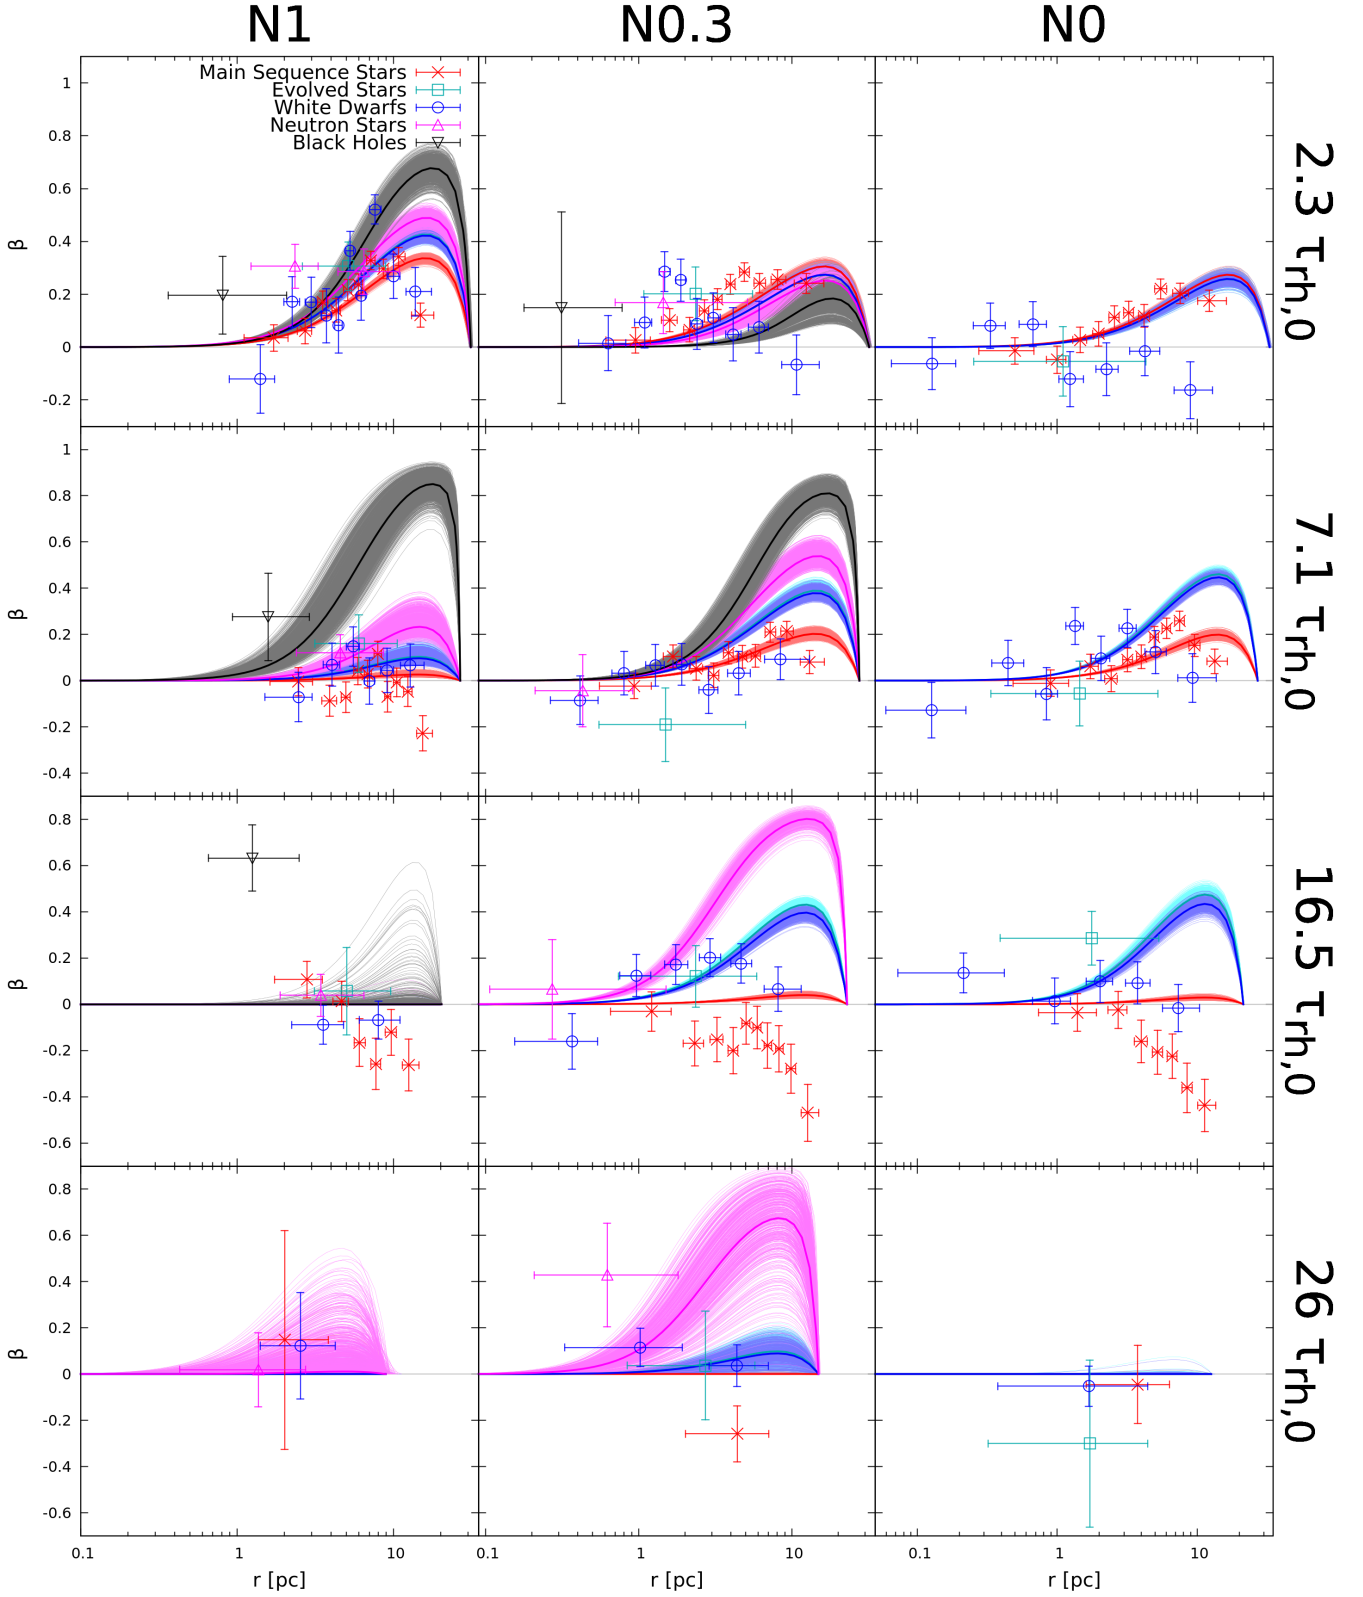 N1 N0.3 N0
Main Sequence Stars
Evolved Stars
White Dwarfs
Neutron Stars
Black Holes
1
0.8
0.6
0.4
0.2
0
-0.2
β
2.3 τrh,0
1
0.8
0.6
0.4
0.2
0
-0.2
-0.4
β
7.1 τrh,0
0.8
0.6
0.4
0.2
0
-0.2
-0.4
-0.6
β
16.5 τrh,0
0.8
0.6
0.4
0.2
0
-0.2
-0.4
-0.6
β
26 τrh,0
0.1 1 10 0.1 1 10 0.1 1 10
r [pc] r [pc] r [pc]